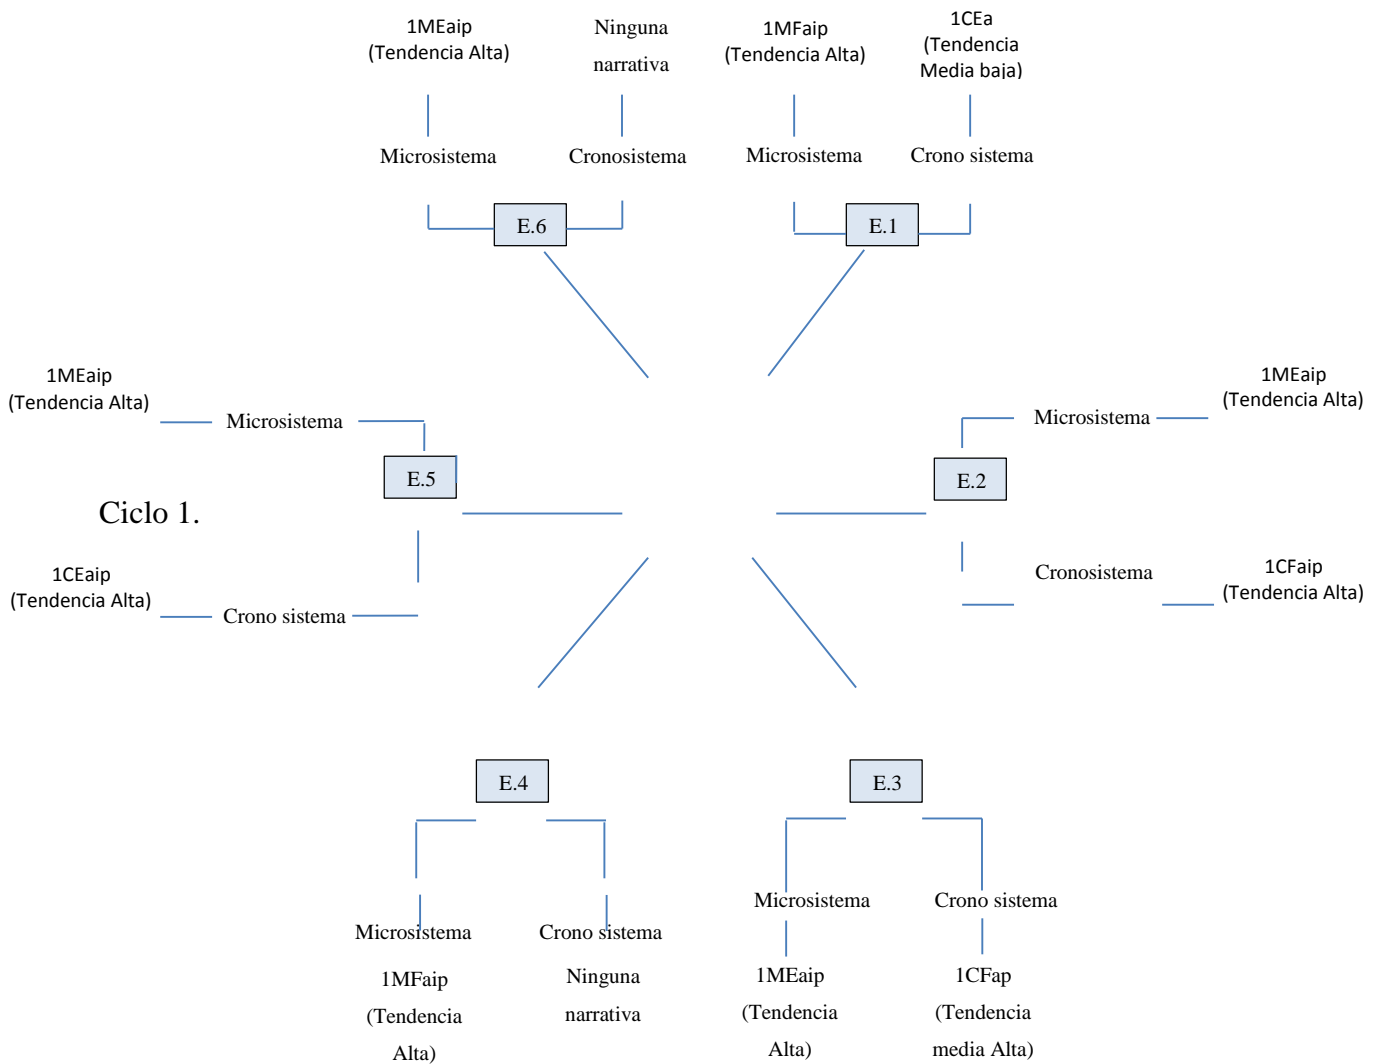 1MEaip
(Tendencia Alta)
Ninguna
narrativa
1MFaip
(Tendencia Alta)
1CEa
(Tendencia
Media baja)
Microsistema
Cronosistema
Microsistema
Crono sistema
E.6
E.1
1MEaip
(Tendencia Alta)
Microsistema
Microsistema
1MEaip
(Tendencia Alta)
E.5
E.2
Ciclo 1.
1CEaip
(Tendencia Alta)
Crono sistema
Cronosistema
1CFaip
(Tendencia Alta)
E.4
E.3
Microsistema
Crono sistema
1MFaip
(Tendencia
Alta)
Ninguna
narrativa
Microsistema
Crono sistema
1MEaip
(Tendencia
Alta)
1CFap
(Tendencia
media Alta)